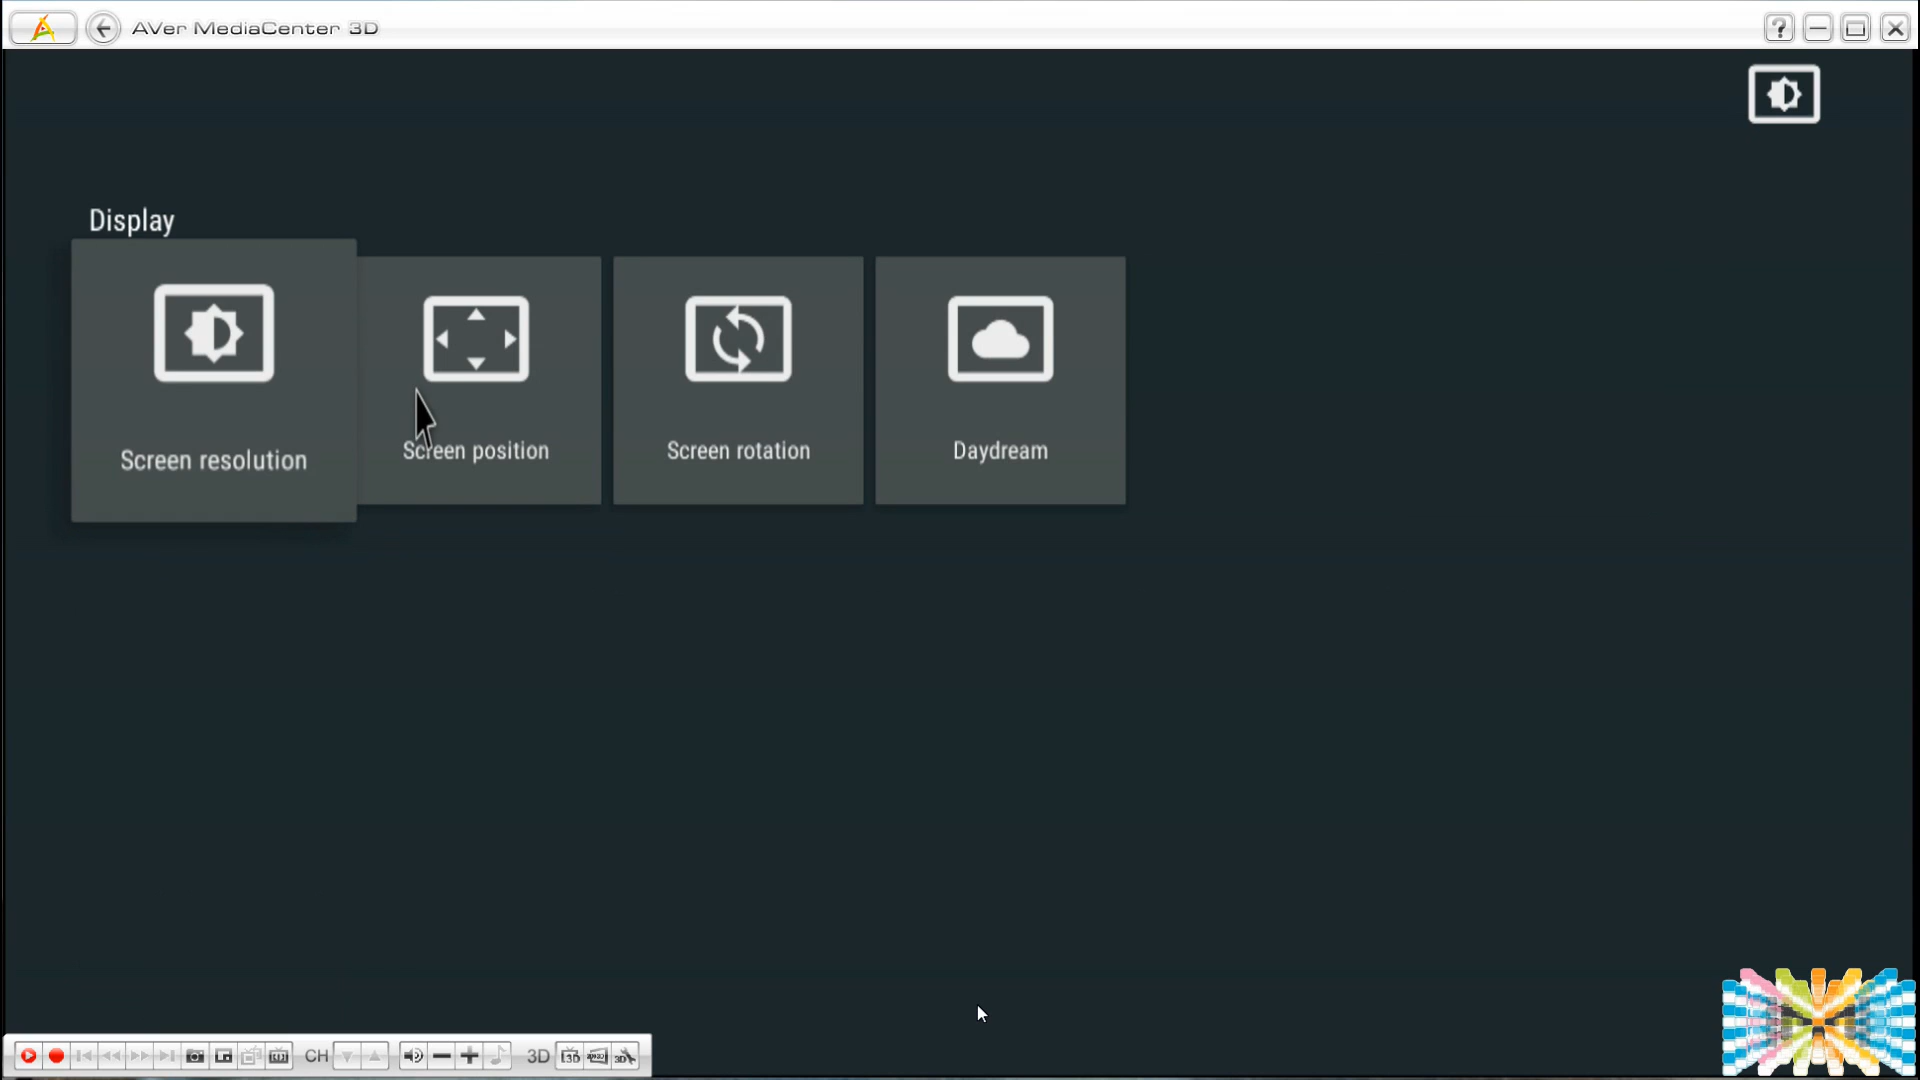 AVer MediaCenter 3D
Display
Screen resolution
Screen position
Screen rotation
Daydream
CH
3D